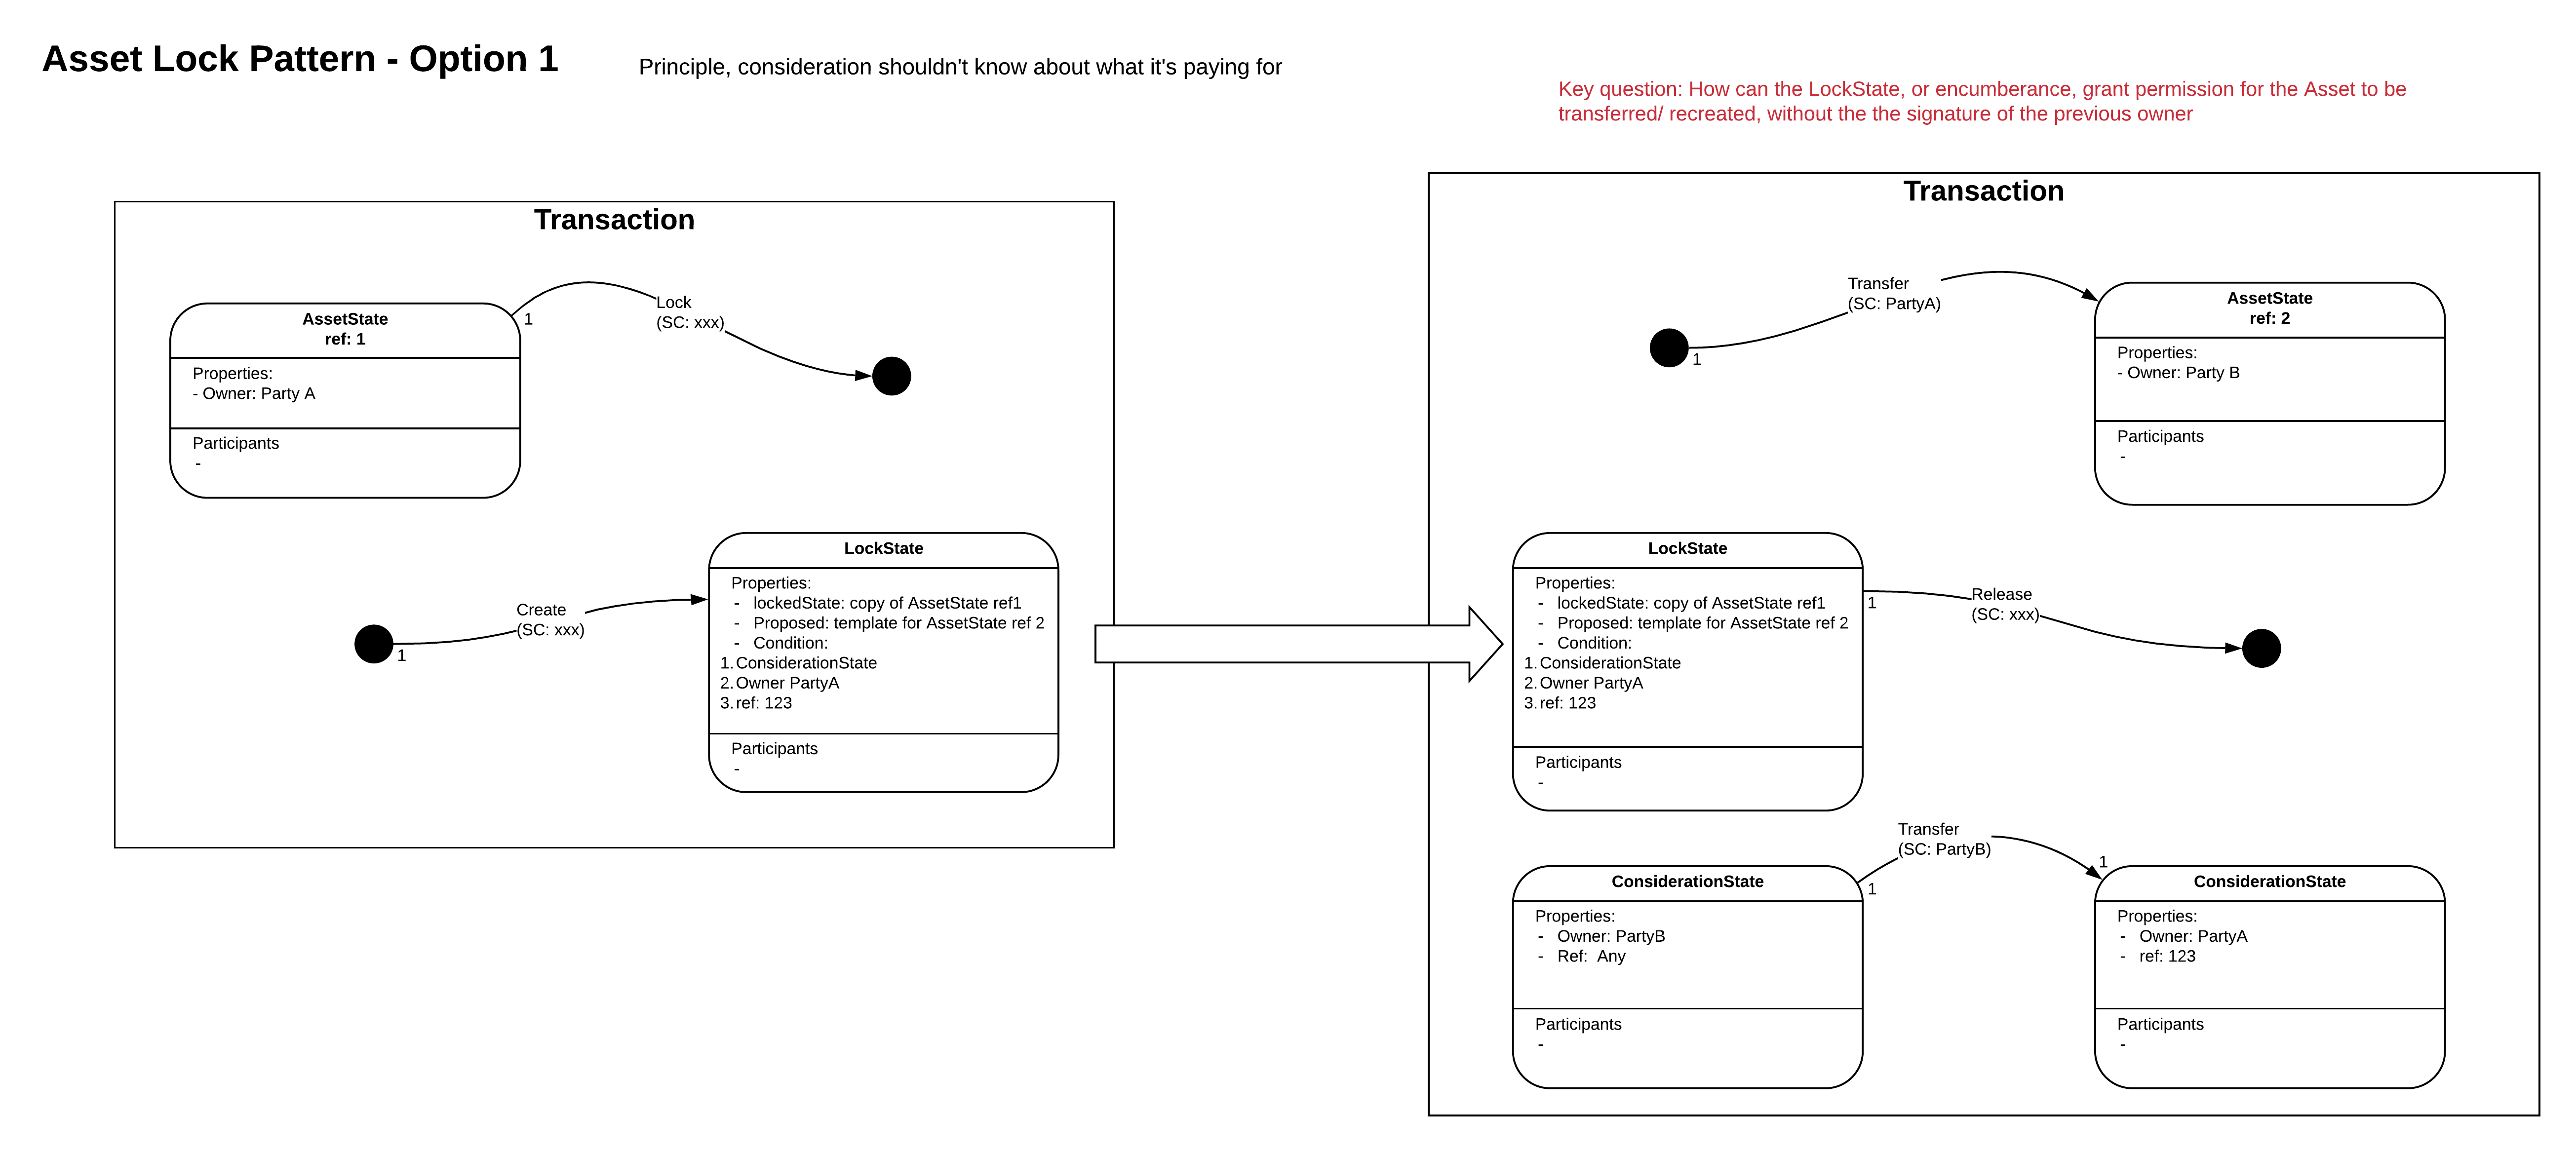 Asset Lock Pattern - Option 1
Principle, consideration shouldn't know about what it's paying for
Key question: How can the LockState, or encumberance, grant permission for the Asset to be
transferred/ recreated, without the the signature of the previous owner
Transaction
AssetState
ref: 1
Properties:
- Owner: Party A
Participants
-
1
Lock
(SC: xxx)
1
Create
(SC: xxx)
LockState
Properties:
- lockedState: copy of AssetState ref1
- Proposed: template for AssetState ref 2
- Condition:
1. ConsiderationState
2. Owner PartyA
3. ref: 123
Participants
-
Transaction
1
Transfer
(SC: PartyA)
AssetState
ref: 2
Properties:
- Owner: Party B
Participants
-
LockState
Properties:
- lockedState: copy of AssetState ref1
- Proposed: template for AssetState ref 2
- Condition:
1. ConsiderationState
2. Owner PartyA
3. ref: 123
Participants
-
1
Release
(SC: xxx)
ConsiderationState
Properties:
- Owner: PartyB
- Ref: Any
Participants
-
1
Transfer
(SC: PartyB)
1
ConsiderationState
Properties:
- Owner: PartyA
- ref: 123
Participants
-